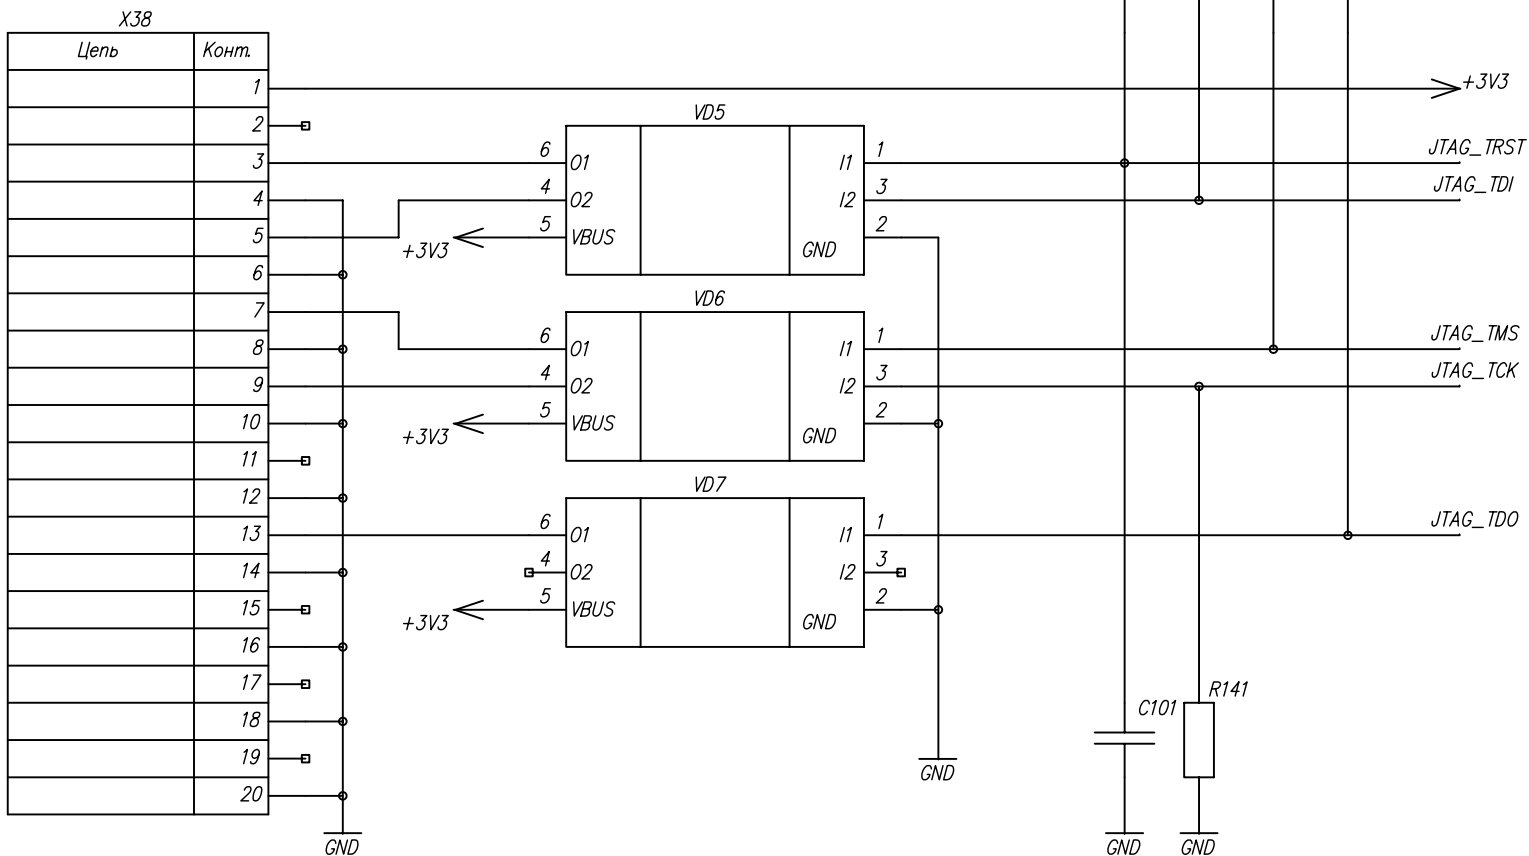 X38
Цепь Конт.
1
2
3
4
5
6
7
8
9
10
11
12
13
14
15
16
17
18
19
20
GND
VD5
6 O1 I1 1
4 O2 I2 3
5 VBUS GND 2
+3V3
VD6
6 O1 I1 1
4 O2 I2 3
5 VBUS GND 2
+3V3
VD7
6 O1 I1 1
4 O2 I2 3
5 VBUS GND 2
+3V3
GND
+3V3
JTAG_TRST
JTAG_TDI
JTAG_TMS
JTAG_TCK
JTAG_TDO
C101
R141
GND
GND